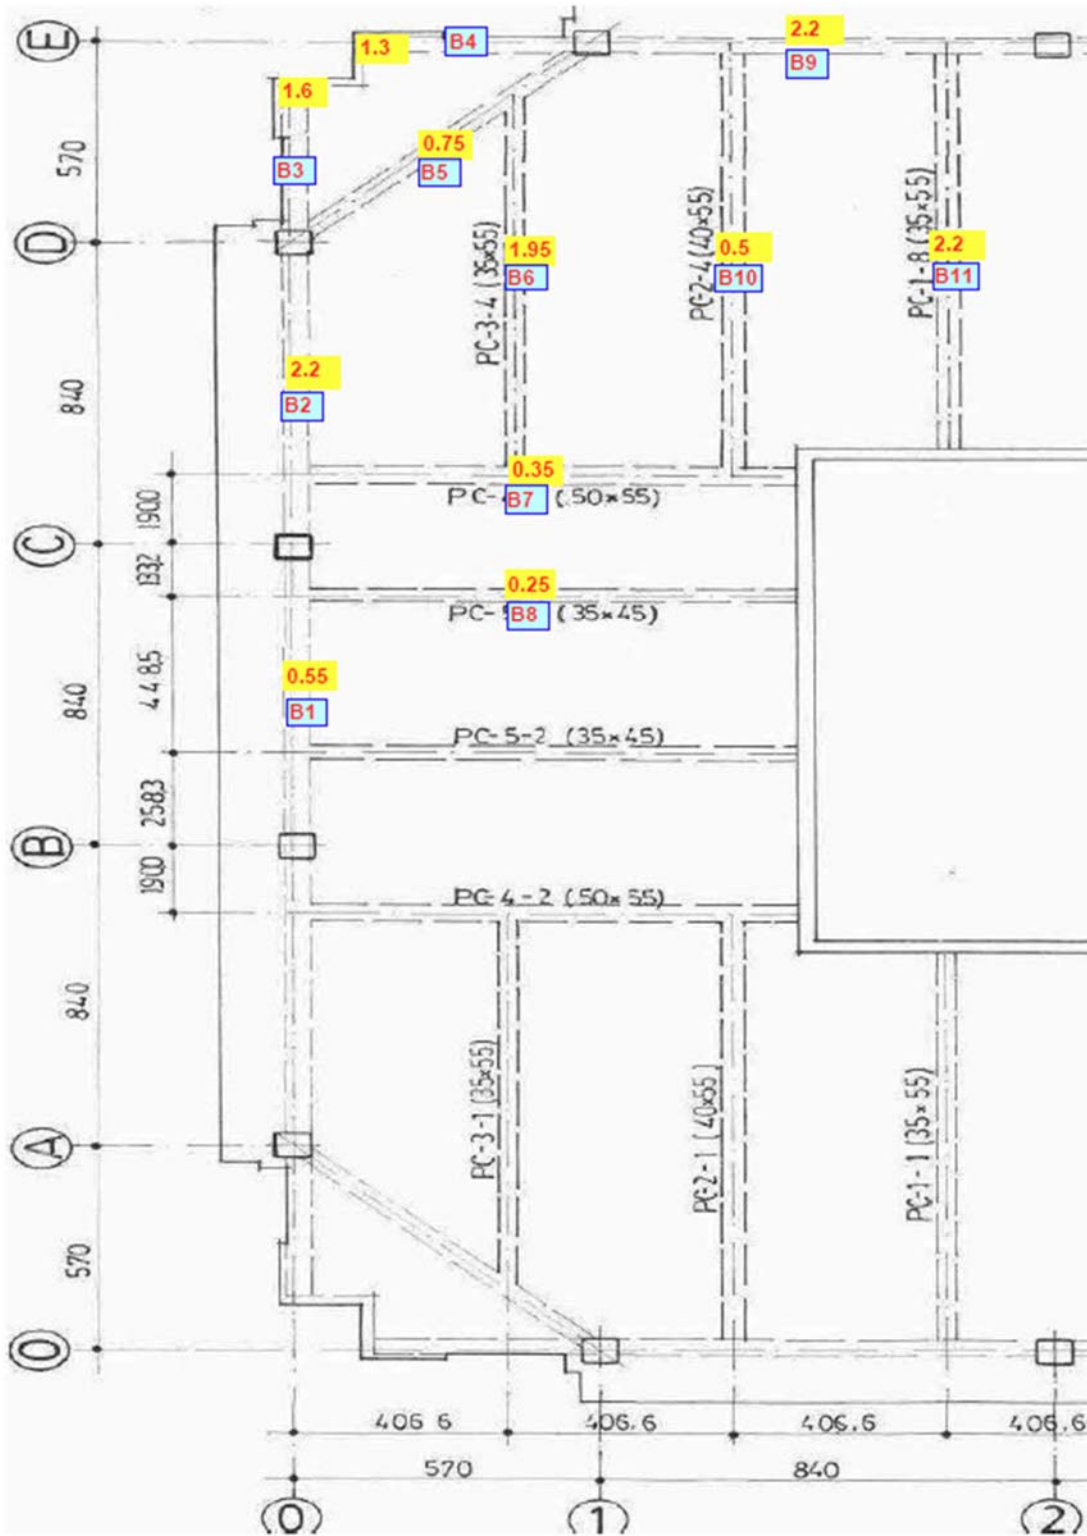 E
2.2
B4
1.3
B9
1.6
570
0.75
B3
B5
D
PC-3-4 (35x55)
1.95
B6
PC-2-4 (40x55)
0.5
B10
PC-1-8 (35x55)
2.2
B11
840
2.2
B2
0.35
PC-
B7
(50x55)
1900
C
1332
0.25
PC-
B8
(35x45)
4485
840
0.55
B1
PC-5-2 (35x45)
2583
B
1900
PC-4-2 (50x55)
840
PC-3-1 (35x55)
PC-2-1 (40x55)
PC-1-1 (35x55)
A
570
0
406 6
406.6
406.6
406.6
570
840
0
1
2